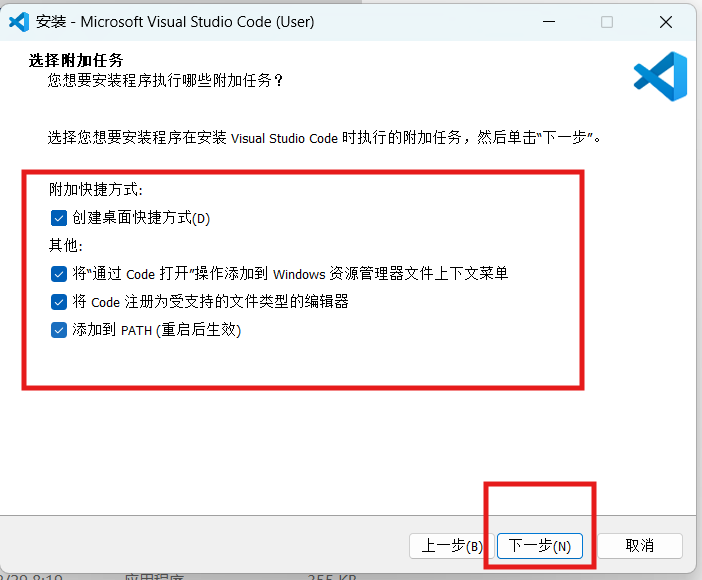 安装 - Microsoft Visual Studio Code (User)
选择附加任务
您想要安装程序执行哪些附加任务？
选择您想要安装程序在安装 Visual Studio Code 时执行的附加任务，然后单击“下一步”。
附加快捷方式:
创建桌面快捷方式(D)
其他:
将“通过 Code 打开”操作添加到 Windows 资源管理器文件上下文菜单
将 Code 注册为受支持的文件类型的编辑器
添加到 PATH (重启后生效)
上一步(B) 下一步(N) 取消